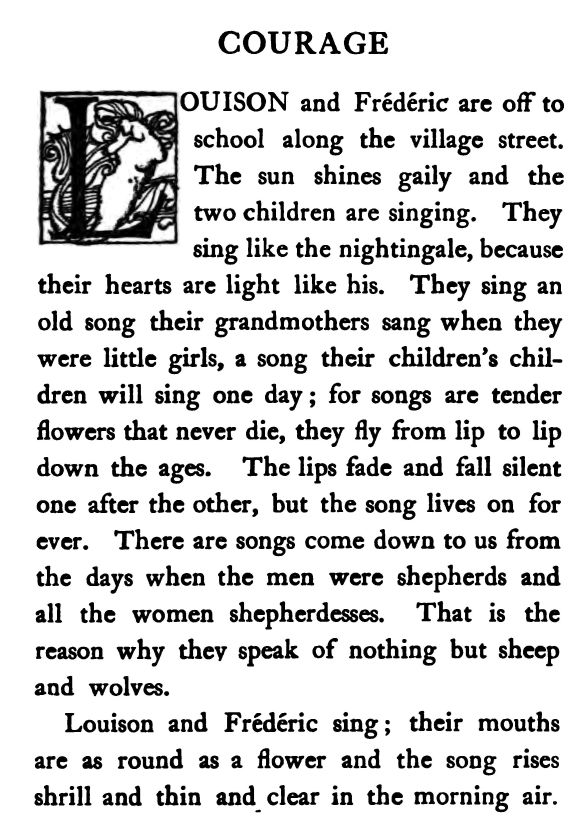 COURAGE
LOUISON and Frédéric are off to
school along the village street.
The sun shines gaily and the
two children are singing. They
sing like the nightingale, because
their hearts are light like his. They sing an
old song their grandmothers sang when they
were little girls, a song their children's chil-
dren will sing one day; for songs are tender
flowers that never die, they fly from lip to lip
down the ages. The lips fade and fall silent
one after the other, but the song lives on for
ever. There are songs come down to us from
the days when the men were shepherds and
all the women shepherdesses. That is the
reason why they speak of nothing but sheep
and wolves.
Louison and Frédéric sing; their mouths
are as round as a flower and the song rises
shrill and thin and clear in the morning air.